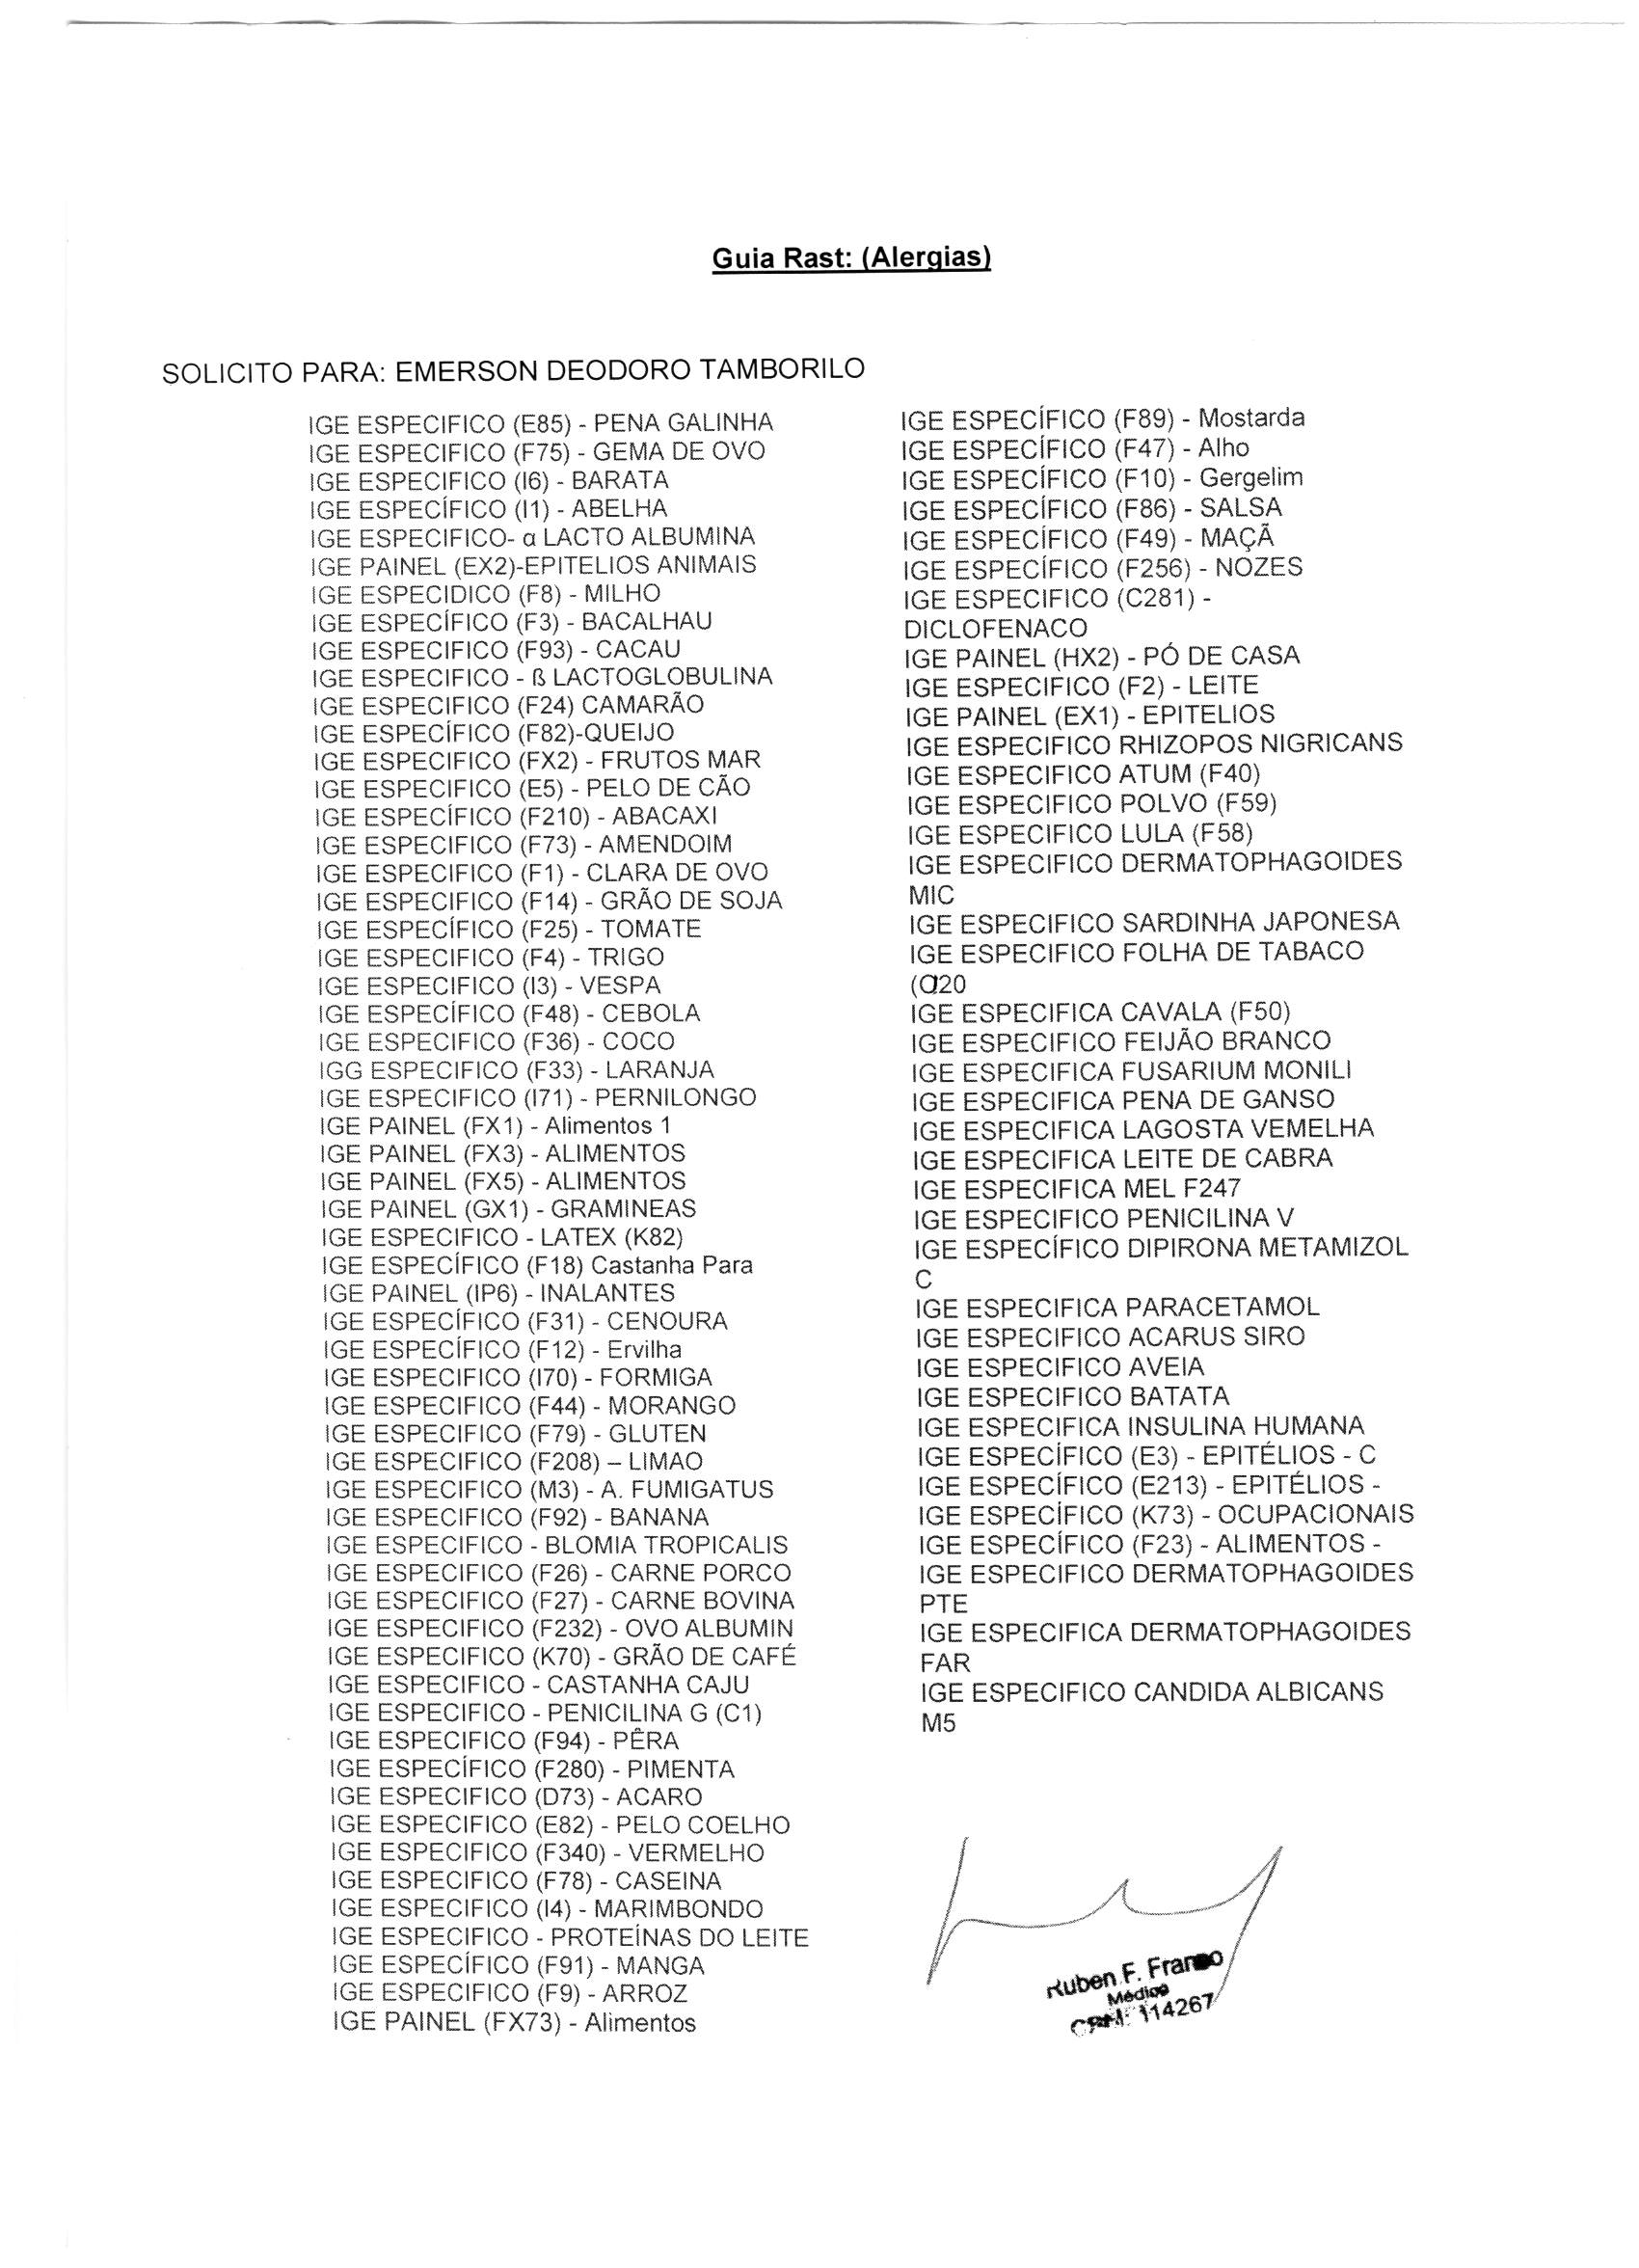 Guia Rast: (Alergias)
SOLICITO PARA: EMERSON DEODORO TAMBORILO
IGE ESPECIFICO (E85) - PENA GALINHA
IGE ESPECIFICO (F75) - GEMA DE OVO
IGE ESPECIFICO (I6) - BARATA
IGE ESPECÍFICO (I1) - ABELHA
IGE ESPECIFICO- α LACTO ALBUMINA
IGE PAINEL (EX2)-EPITELIOS ANIMAIS
IGE ESPECIDICO (F8) - MILHO
IGE ESPECÍFICO (F3) - BACALHAU
IGE ESPECIFICO (F93) - CACAU
IGE ESPECIFICO - ß LACTOGLOBULINA
IGE ESPECIFICO (F24) CAMARÃO
IGE ESPECÍFICO (F82)-QUEIJO
IGE ESPECIFICO (FX2) - FRUTOS MAR
IGE ESPECIFICO (E5) - PELO DE CÃO
IGE ESPECÍFICO (F210) - ABACAXI
IGE ESPECIFICO (F73) - AMENDOIM
IGE ESPECIFICO (F1) - CLARA DE OVO
IGE ESPECIFICO (F14) - GRÃO DE SOJA
IGE ESPECÍFICO (F25) - TOMATE
IGE ESPECIFICO (F4) - TRIGO
IGE ESPECIFICO (I3) - VESPA
IGE ESPECÍFICO (F48) - CEBOLA
IGE ESPECIFICO (F36) - COCO
IGG ESPECIFICO (F33) - LARANJA
IGE ESPECIFICO (I71) - PERNILONGO
IGE PAINEL (FX1) - Alimentos 1
IGE PAINEL (FX3) - ALIMENTOS
IGE PAINEL (FX5) - ALIMENTOS
IGE PAINEL (GX1) - GRAMINEAS
IGE ESPECIFICO - LATEX (K82)
IGE ESPECÍFICO (F18) Castanha Para
IGE PAINEL (IP6) - INALANTES
IGE ESPECÍFICO (F31) - CENOURA
IGE ESPECÍFICO (F12) - Ervilha
IGE ESPECIFICO (I70) - FORMIGA
IGE ESPECIFICO (F44) - MORANGO
IGE ESPECIFICO (F79) - GLUTEN
IGE ESPECIFICO (F208) – LIMAO
IGE ESPECIFICO (M3) - A. FUMIGATUS
IGE ESPECIFICO (F92) - BANANA
IGE ESPECIFICO - BLOMIA TROPICALIS
IGE ESPECIFICO (F26) - CARNE PORCO
IGE ESPECIFICO (F27) - CARNE BOVINA
IGE ESPECIFICO (F232) - OVO ALBUMIN
IGE ESPECIFICO (K70) - GRÃO DE CAFÉ
IGE ESPECIFICO - CASTANHA CAJU
IGE ESPECIFICO - PENICILINA G (C1)
IGE ESPECIFICO (F94) - PÊRA
IGE ESPECÍFICO (F280) - PIMENTA
IGE ESPECIFICO (D73) - ACARO
IGE ESPECIFICO (E82) - PELO COELHO
IGE ESPECIFICO (F340) - VERMELHO
IGE ESPECIFICO (F78) - CASEINA
IGE ESPECIFICO (I4) - MARIMBONDO
IGE ESPECIFICO - PROTEÍNAS DO LEITE
IGE ESPECÍFICO (F91) - MANGA
IGE ESPECIFICO (F9) - ARROZ
IGE PAINEL (FX73) - Alimentos
IGE ESPECÍFICO (F89) - Mostarda
IGE ESPECÍFICO (F47) - Alho
IGE ESPECÍFICO (F10) - Gergelim
IGE ESPECÍFICO (F86) - SALSA
IGE ESPECÍFICO (F49) - MAÇÃ
IGE ESPECÍFICO (F256) - NOZES
IGE ESPECIFICO (C281) -
DICLOFENACO
IGE PAINEL (HX2) - PÓ DE CASA
IGE ESPECIFICO (F2) - LEITE
IGE PAINEL (EX1) - EPITELIOS
IGE ESPECIFICO RHIZOPOS NIGRICANS
IGE ESPECIFICO ATUM (F40)
IGE ESPECIFICO POLVO (F59)
IGE ESPECIFICO LULA (F58)
IGE ESPECIFICO DERMATOPHAGOIDES
MIC
IGE ESPECIFICO SARDINHA JAPONESA
IGE ESPECIFICO FOLHA DE TABACO
(O20
IGE ESPECIFICA CAVALA (F50)
IGE ESPECIFICO FEIJÃO BRANCO
IGE ESPECIFICA FUSARIUM MONILI
IGE ESPECIFICA PENA DE GANSO
IGE ESPECIFICA LAGOSTA VEMELHA
IGE ESPECIFICA LEITE DE CABRA
IGE ESPECIFICA MEL F247
IGE ESPECIFICO PENICILINA V
IGE ESPECÍFICO DIPIRONA METAMIZOL
C
IGE ESPECIFICA PARACETAMOL
IGE ESPECIFICO ACARUS SIRO
IGE ESPECIFICO AVEIA
IGE ESPECIFICO BATATA
IGE ESPECIFICA INSULINA HUMANA
IGE ESPECÍFICO (E3) - EPITÉLIOS - C
IGE ESPECÍFICO (E213) - EPITÉLIOS -
IGE ESPECÍFICO (K73) - OCUPACIONAIS
IGE ESPECÍFICO (F23) - ALIMENTOS -
IGE ESPECIFICO DERMATOPHAGOIDES
PTE
IGE ESPECIFICA DERMATOPHAGOIDES
FAR
IGE ESPECIFICO CANDIDA ALBICANS
M5
Ruben F. Franco
Médico
CRM: 114267